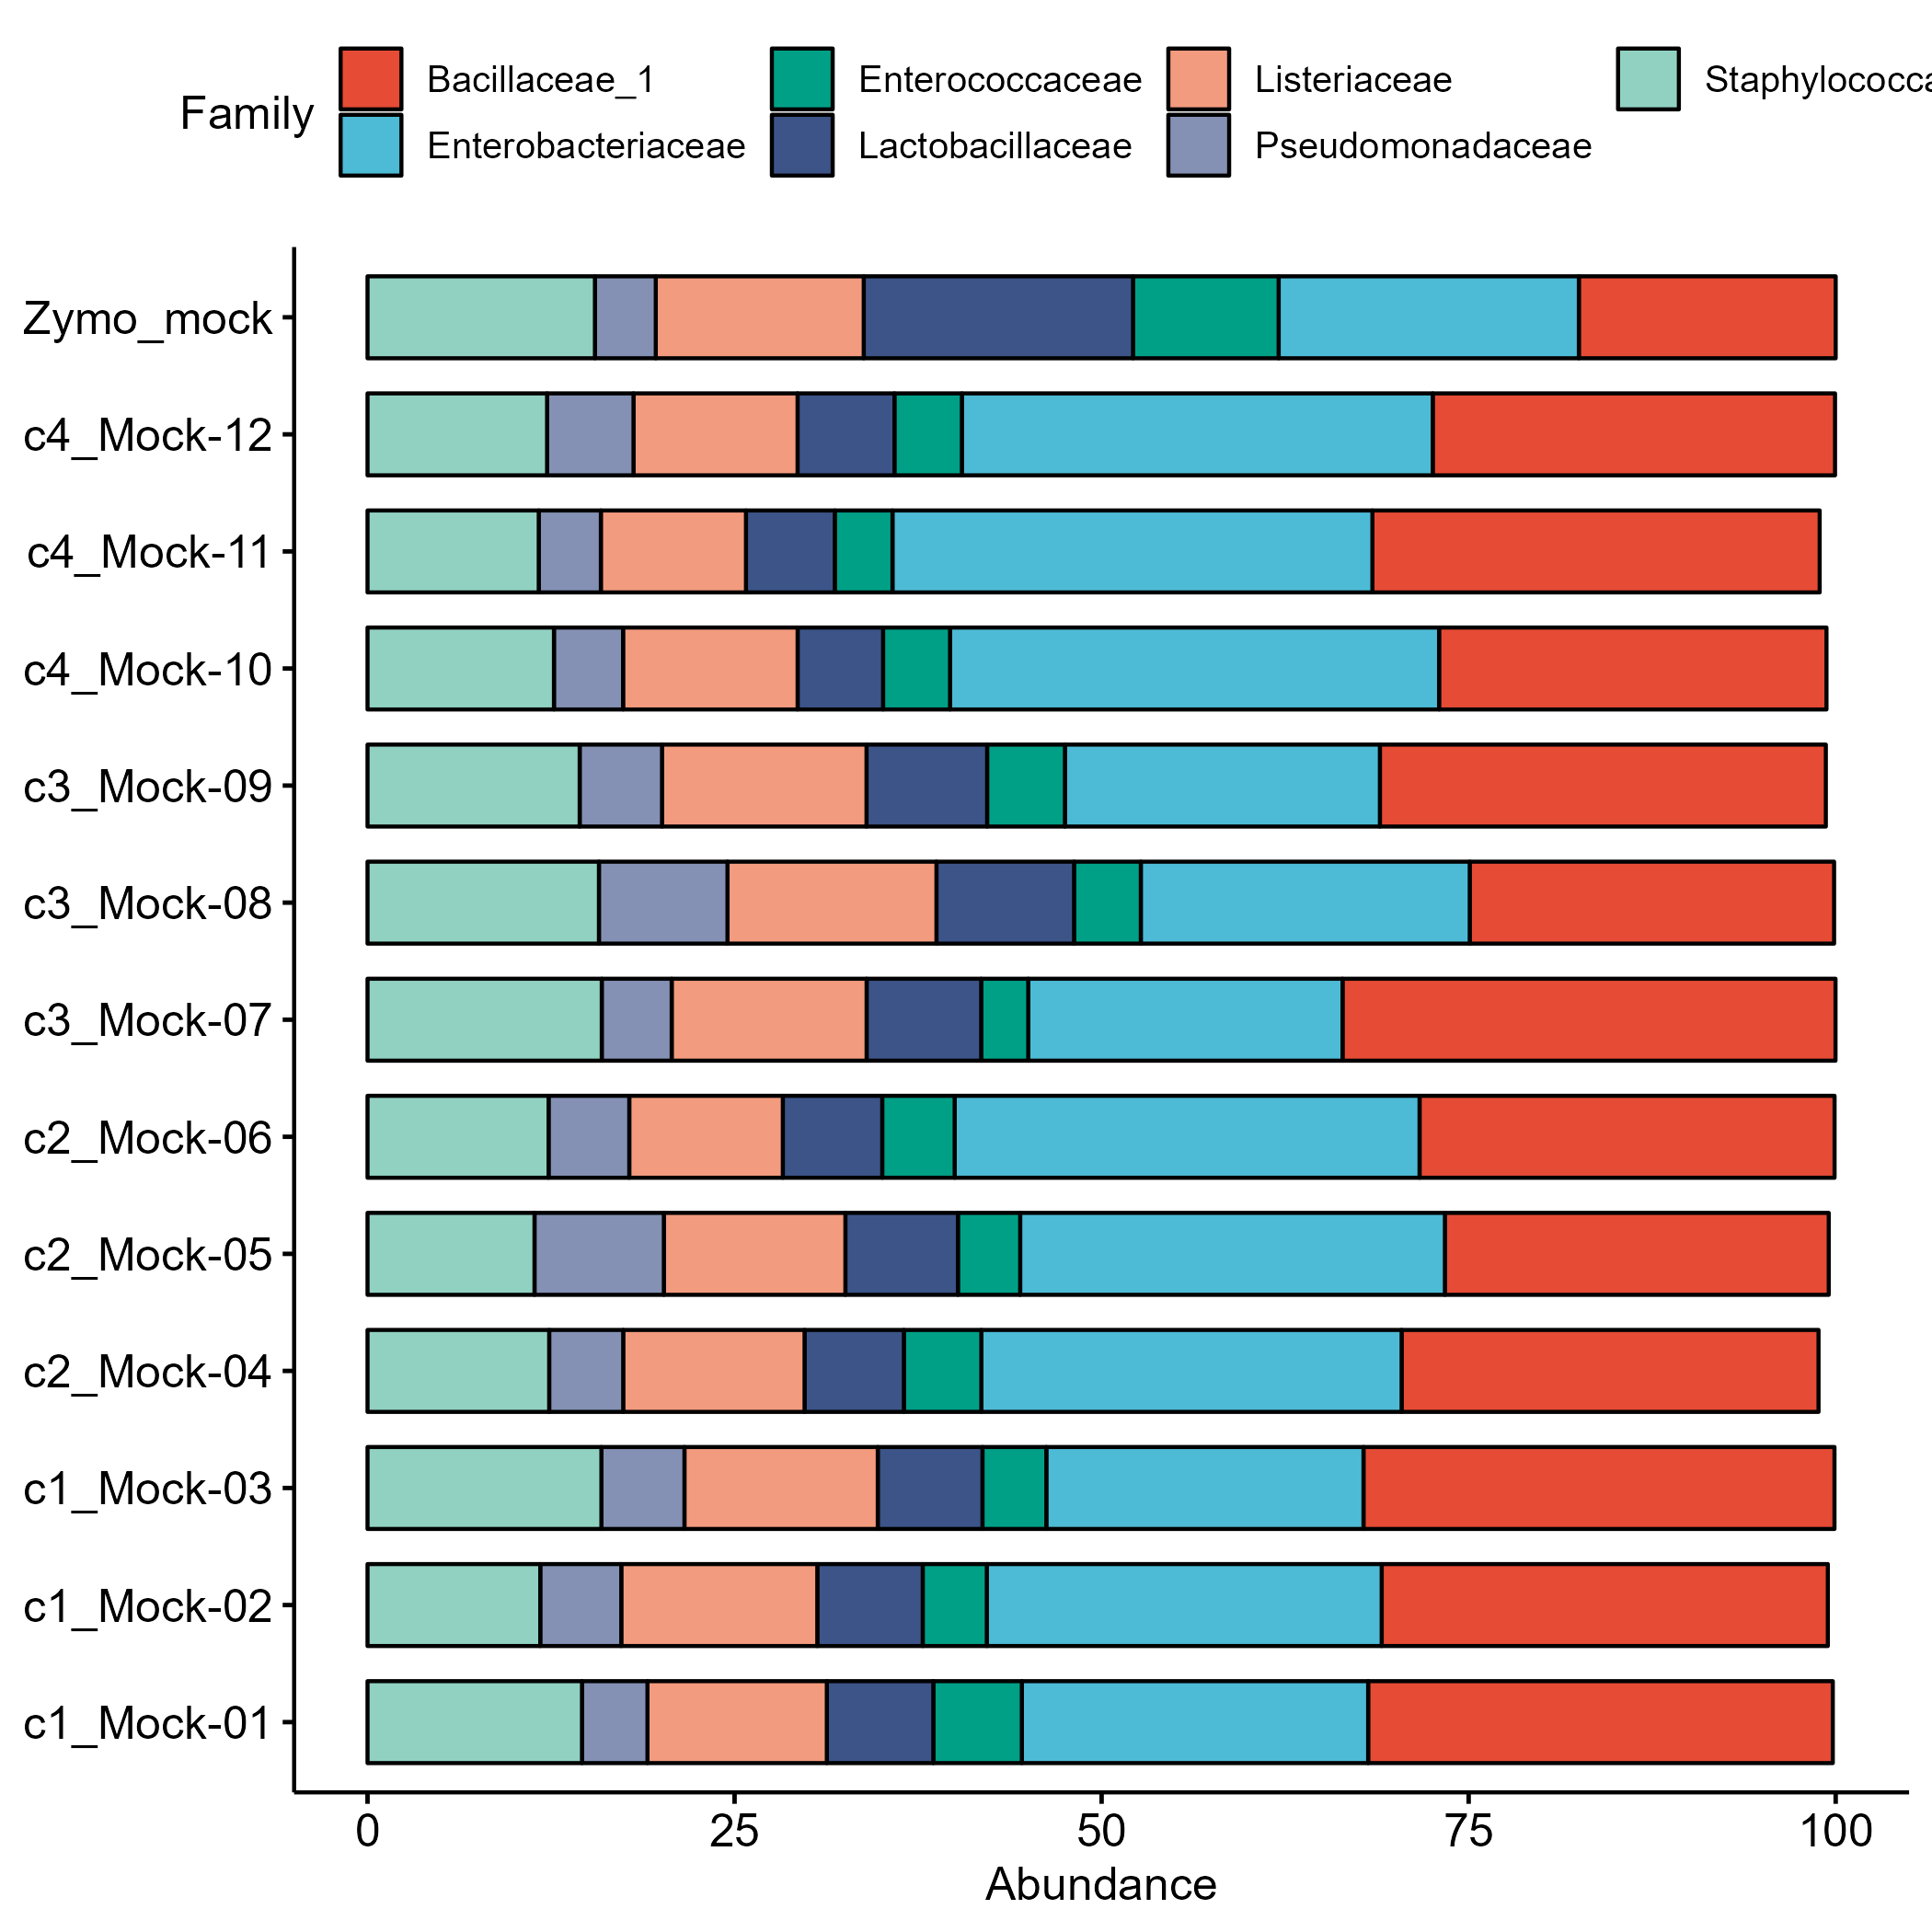 Family
Bacillaceae_1
Enterobacteriaceae
Enterococcaceae
Lactobacillaceae
Listeriaceae
Pseudomonadaceae
Staphylococca
Zymo_mock
c4_Mock-12
c4_Mock-11
c4_Mock-10
c3_Mock-09
c3_Mock-08
c3_Mock-07
c2_Mock-06
c2_Mock-05
c2_Mock-04
c1_Mock-03
c1_Mock-02
c1_Mock-01
0 25 50 75 100
Abundance